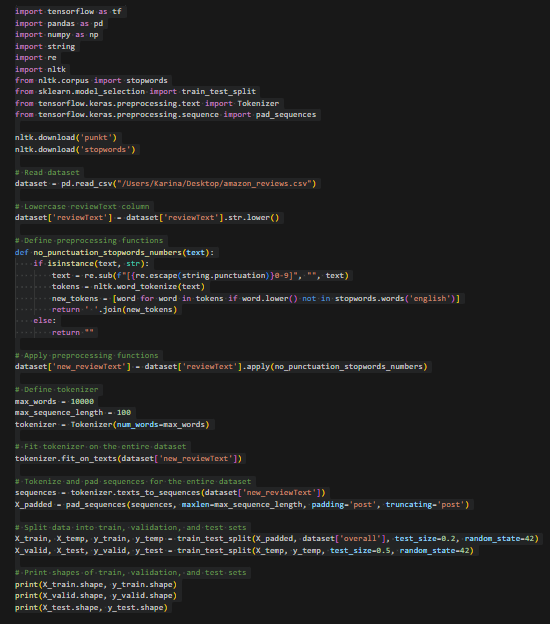 import tensorflow as tf
import pandas as pd
import numpy as np
import string
import re
import nltk
from nltk.corpus import stopwords
from sklearn.model_selection import train_test_split
from tensorflow.keras.preprocessing.text import Tokenizer
from tensorflow.keras.preprocessing.sequence import pad_sequences

nltk.download('punkt')
nltk.download('stopwords')

# Read dataset
dataset = pd.read_csv("/Users/Karina/Desktop/amazon_reviews.csv")

# Lowercase reviewText column
dataset['reviewText'] = dataset['reviewText'].str.lower()

# Define preprocessing functions
def no_punctuation_stopwords_numbers(text):
    if isinstance(text, str):
        text = re.sub(f"[{re.escape(string.punctuation)}0-9]", "", text)
        tokens = nltk.word_tokenize(text)
        new_tokens = [word for word in tokens if word.lower() not in stopwords.words('english')]
        return ' '.join(new_tokens)
    else:
        return ""

# Apply preprocessing functions
dataset['new_reviewText'] = dataset['reviewText'].apply(no_punctuation_stopwords_numbers)

# Define tokenizer
max_words = 10000
max_sequence_length = 100
tokenizer = Tokenizer(num_words=max_words)

# Fit tokenizer on the entire dataset
tokenizer.fit_on_texts(dataset['new_reviewText'])

# Tokenize and pad sequences for the entire dataset
sequences = tokenizer.texts_to_sequences(dataset['new_reviewText'])
X_padded = pad_sequences(sequences, maxlen=max_sequence_length, padding='post', truncating='post')

# Split data into train, validation, and test sets
X_train, X_temp, y_train, y_temp = train_test_split(X_padded, dataset['overall'], test_size=0.2, random_state=42)
X_valid, X_test, y_valid, y_test = train_test_split(X_temp, y_temp, test_size=0.5, random_state=42)

# Print shapes of train, validation, and test sets
print(X_train.shape, y_train.shape)
print(X_valid.shape, y_valid.shape)
print(X_test.shape, y_test.shape)